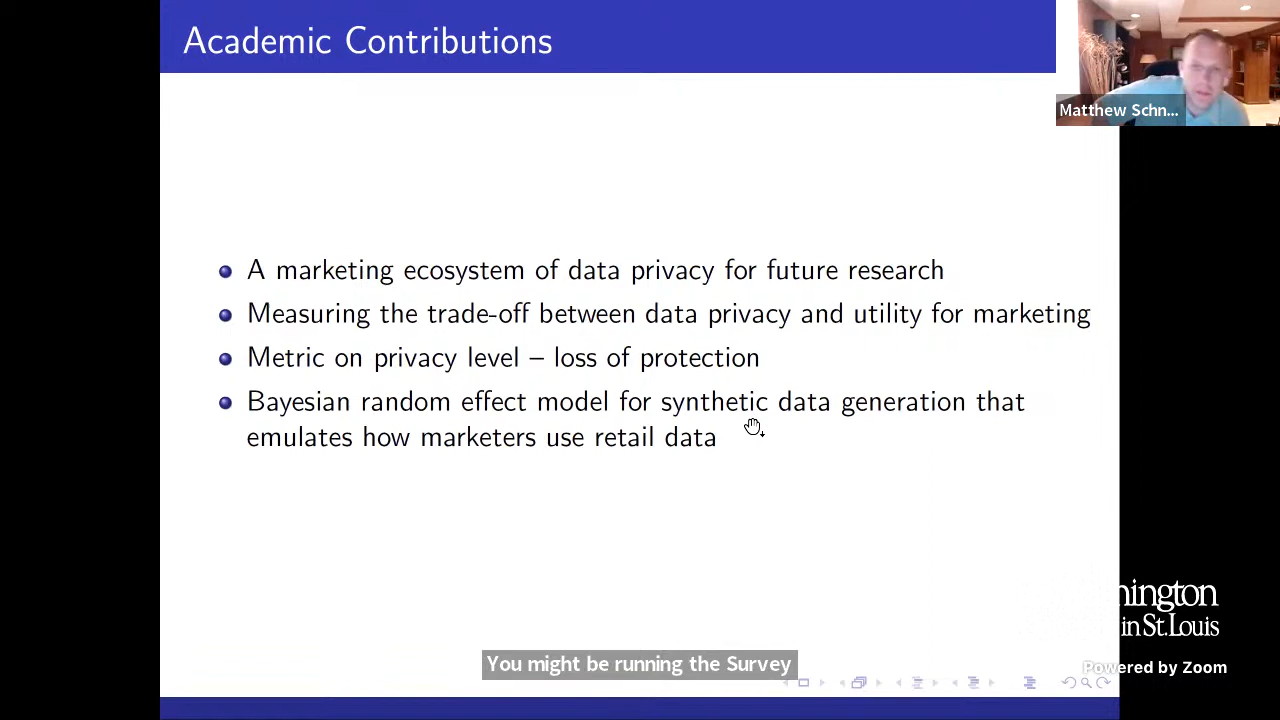 Academic Contributions
Matthew Schn...
A marketing ecosystem of data privacy for future research
Measuring the trade-off between data privacy and utility for marketing
Metric on privacy level – loss of protection
Bayesian random effect model for synthetic data generation that
emulates how marketers use retail data
nington
in St.Louis
You might be running the Survey
Powered by Zoom